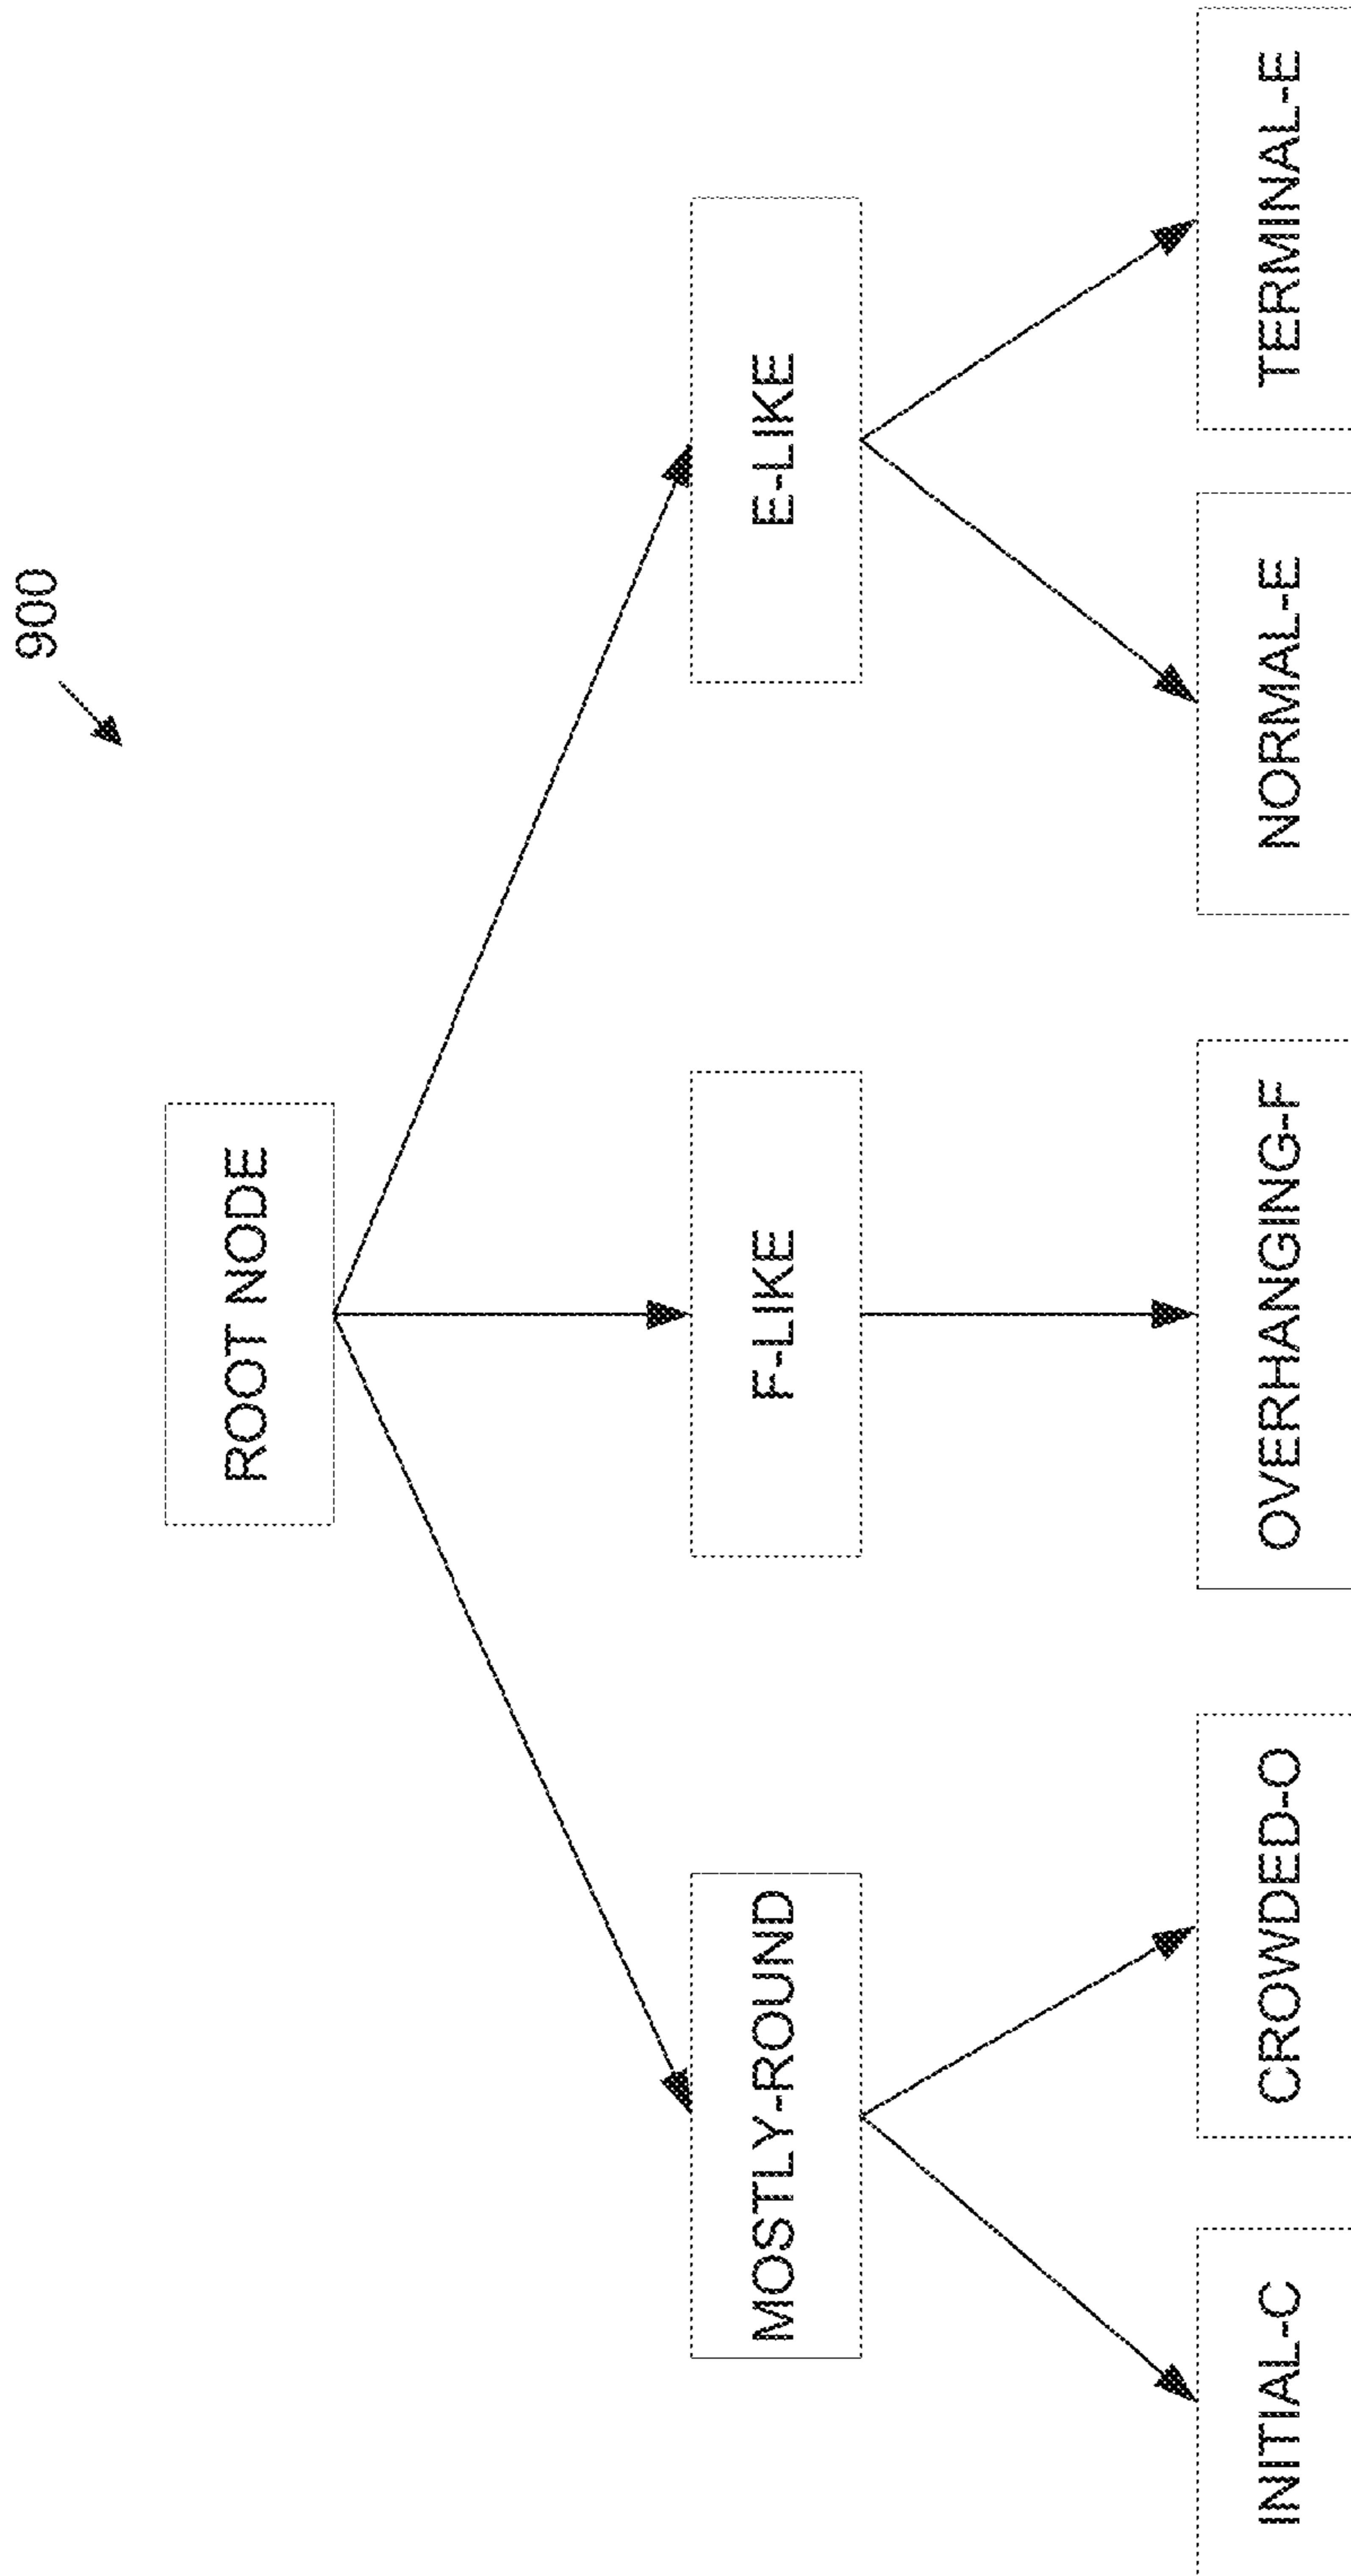 900
ROOT NODE
MOSTLY-ROUND
F-LIKE
E-LIKE
INITIAL-C
CROWDED-O
OVERHANGING-F
NORMAL-E
TERMINAL-E